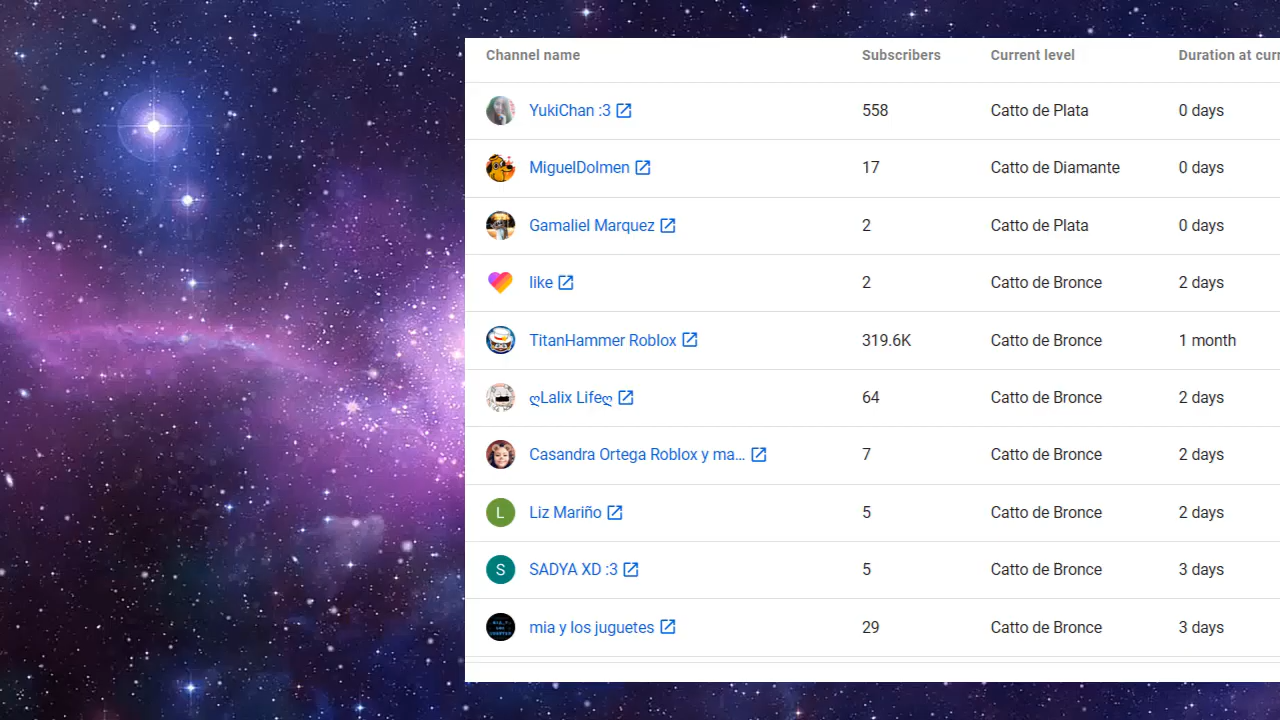 Channel name Subscribers Current level Duration at curr
YukiChan :3 558 Catto de Plata 0 days
MiguelDolmen 17 Catto de Diamante 0 days
Gamaliel Marquez 2 Catto de Plata 0 days
like 2 Catto de Bronce 2 days
TitanHammer Roblox 319.6K Catto de Bronce 1 month
ღLalix Lifeღ 64 Catto de Bronce 2 days
Casandra Ortega Roblox y ma... 7 Catto de Bronce 2 days
L Liz Mariño 5 Catto de Bronce 2 days
S SADYA XD :3 5 Catto de Bronce 3 days
mia y los juguetes 29 Catto de Bronce 3 days